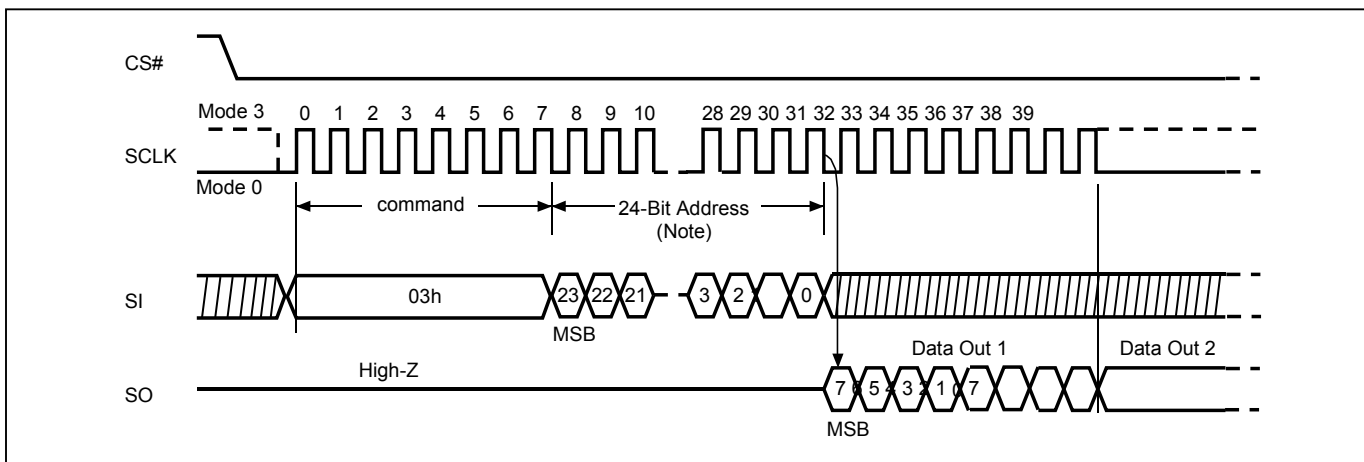 CS#
Mode 3
0 1 2 3 4 5 6 7 8 9 10 28 29 30 31 32 33 34 35 36 37 38 39
SCLK
Mode 0
command
24-Bit Address
(Note)
SI
03h
23 22 21 3 2 0
MSB
Data Out 1
Data Out 2
High-Z
SO
7 6 5 4 3 2 1 0 7
MSB